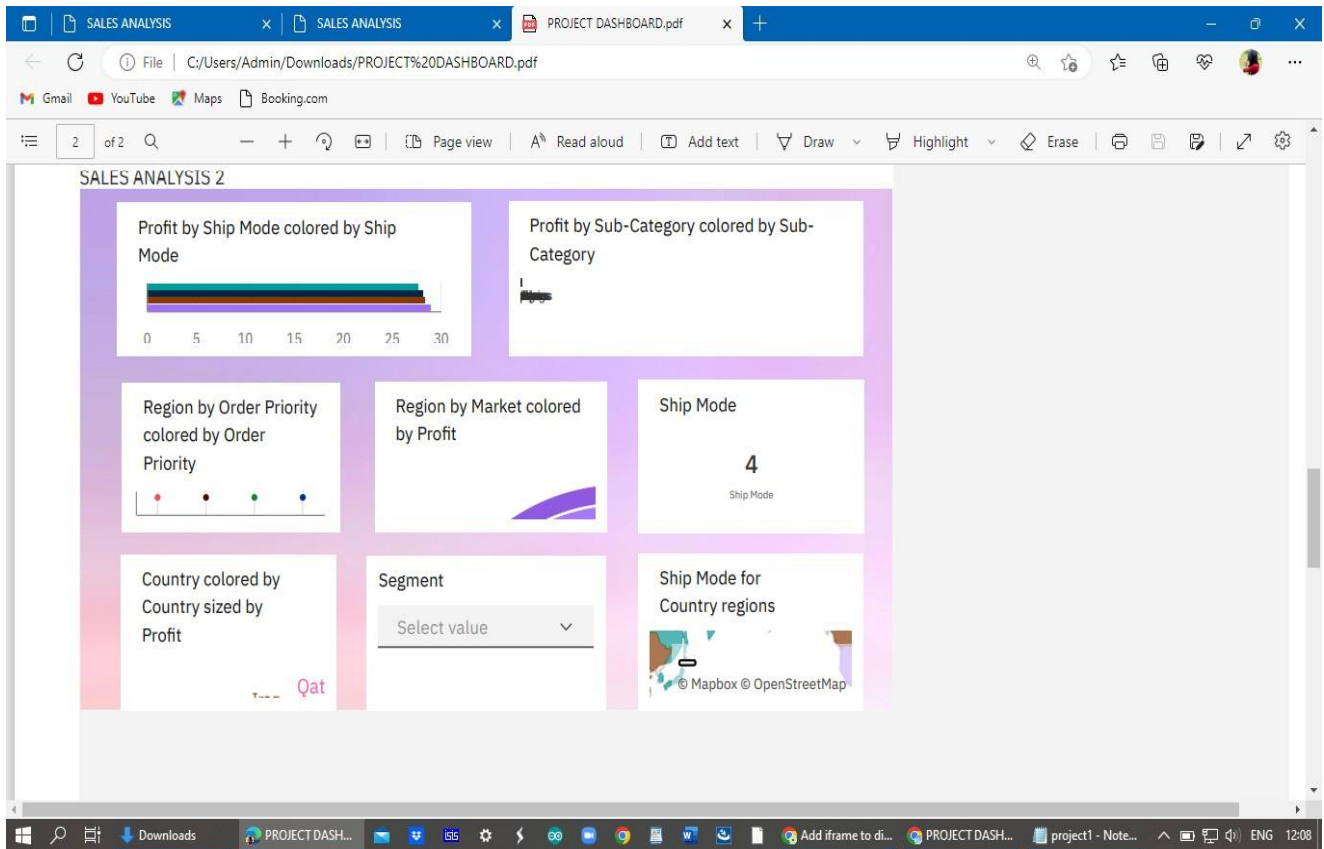 SALES ANALYSIS
SALES ANALYSIS
PROJECT DASHBOARD.pdf
File | C:/Users/Admin/Downloads/PROJECT%20DASHBOARD.pdf
Gmail YouTube Maps Booking.com
2 of 2 Page view Read aloud Add text Draw Highlight Erase
SALES ANALYSIS 2
Profit by Ship Mode colored by Ship
Mode
0 5 10 15 20 25 30
Profit by Sub-Category colored by Sub-
Category
Region by Order Priority
colored by Order
Priority
Region by Market colored
by Profit
Ship Mode
4
Ship Mode
Country colored by
Country sized by
Profit
Qat
Segment
Select value
Ship Mode for
Country regions
© Mapbox © OpenStreetMap
Downloads PROJECT DASH... Add iframe to di... PROJECT DASH... project1 - Note... ENG 12:08